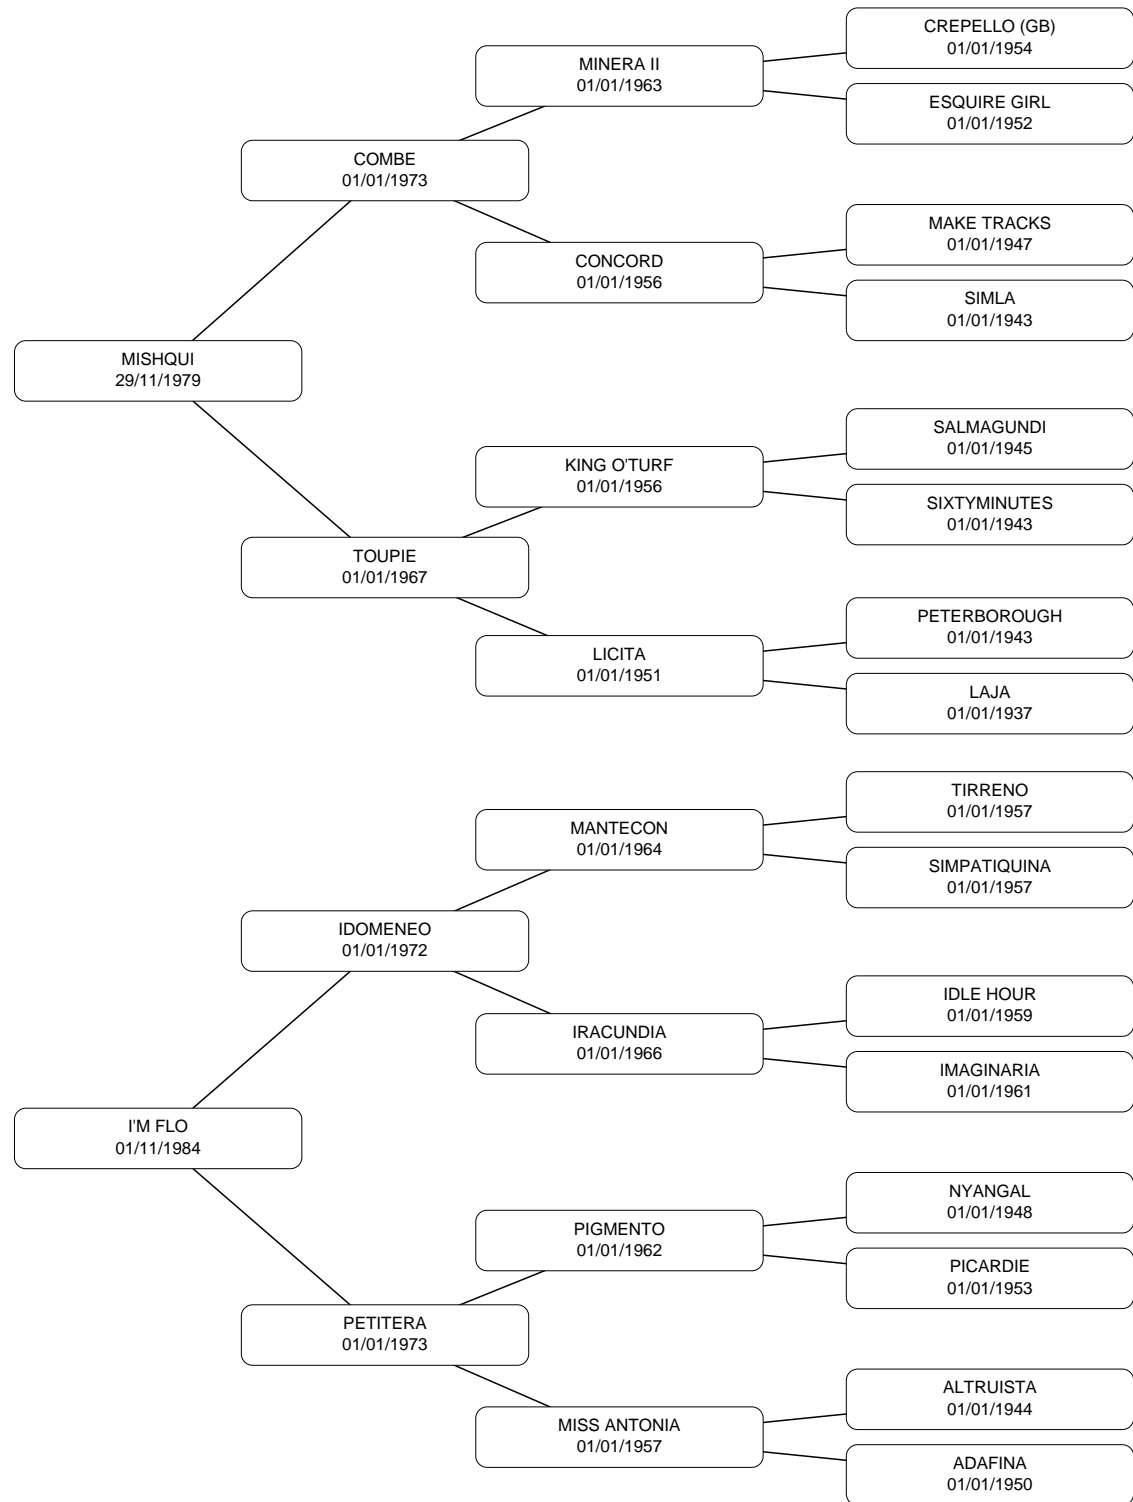 CREPELLO (GB)
01/01/1954
MINERA II
01/01/1963
ESQUIRE GIRL
01/01/1952
COMBE
01/01/1973
MAKE TRACKS
01/01/1947
CONCORD
01/01/1956
SIMLA
01/01/1943
MISHQUI
29/11/1979
SALMAGUNDI
01/01/1945
KING O'TURF
01/01/1956
SIXTYMINUTES
01/01/1943
TOUPIE
01/01/1967
PETERBOROUGH
01/01/1943
LICITA
01/01/1951
LAJA
01/01/1937
TIRRENO
01/01/1957
MANTECON
01/01/1964
SIMPATIQUINA
01/01/1957
IDOMENEO
01/01/1972
IDLE HOUR
01/01/1959
IRACUNDIA
01/01/1966
IMAGINARIA
01/01/1961
I'M FLO
01/11/1984
NYANGAL
01/01/1948
PIGMENTO
01/01/1962
PICARDIE
01/01/1953
PETITERA
01/01/1973
ALTRUISTA
01/01/1944
MISS ANTONIA
01/01/1957
ADAFINA
01/01/1950